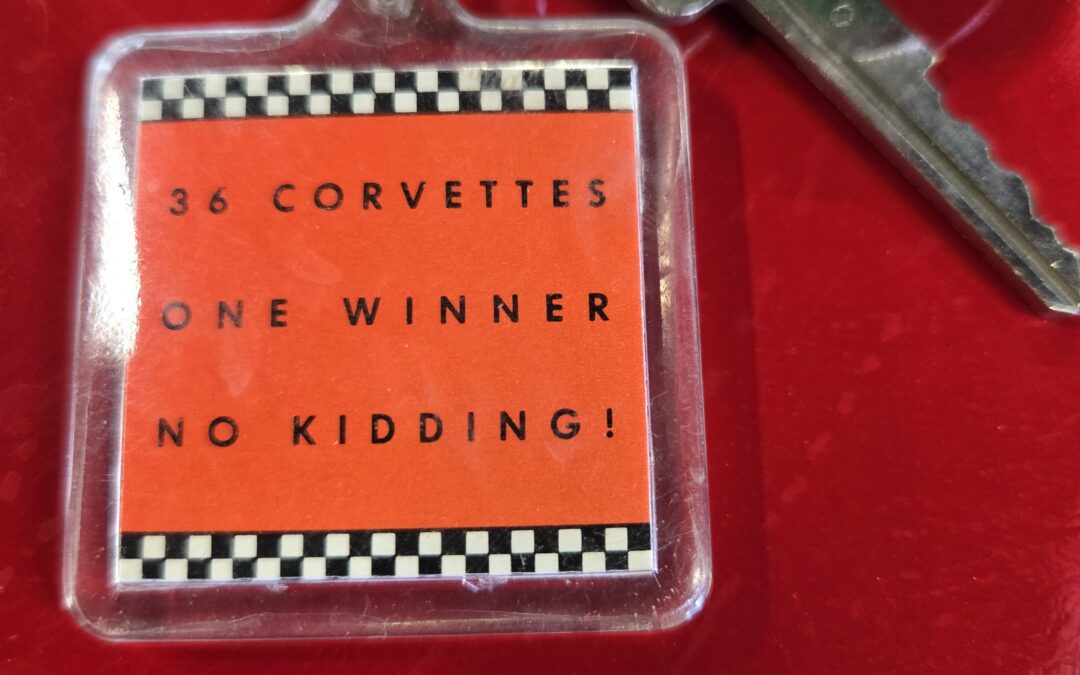 36 CORVETTES
ONE WINNER
NO KIDDING!